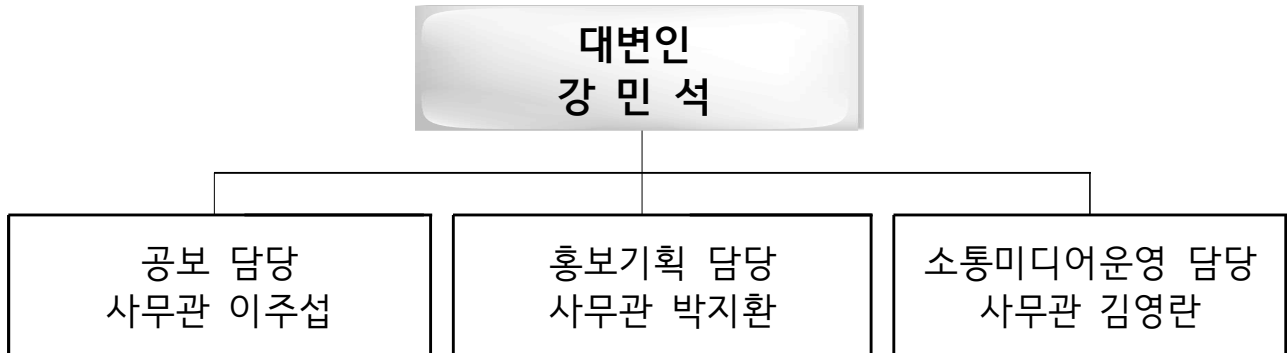 대변인
강 민 석
공보 담당
사무관 이주섭
홍보기획 담당
사무관 박지환
소통미디어운영 담당
사무관 김영란